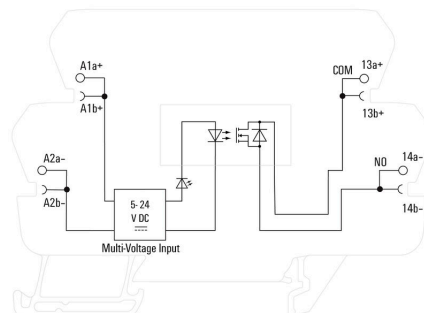 A1a+
A1b+
A2a-
A2b-
5-24
V DC
Multi-Voltage Input
COM
13a+
13b+
NO
14a-
14b-